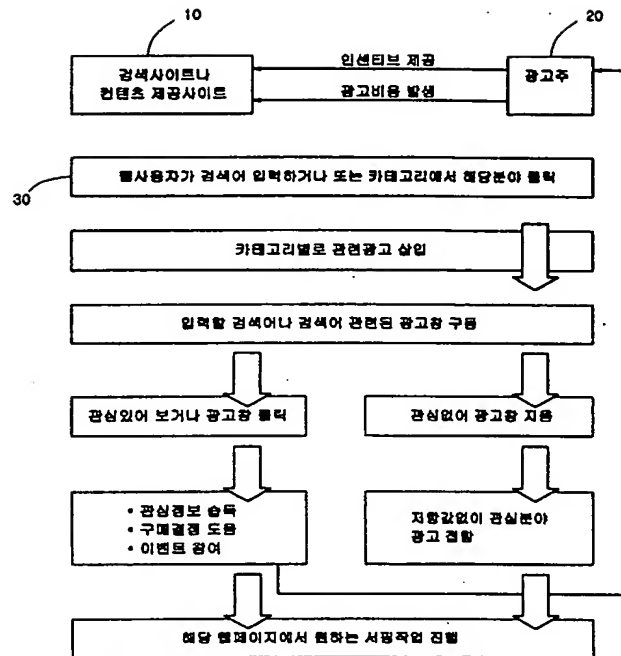 10
20
검색사이트나
컨텐츠 제공사이트
인센티브 제공
광고비용 발생
광고주
30
웹사용자가 검색어 입력하거나 또는 카테고리에서 해당분야 클릭
카테고리별로 관련광고 삽입
입력할 검색어나 검색어 관련된 광고창 구동
관심있어 보거나 광고창 클릭
관심없어 광고창 지움
• 관심정보 습득
• 구매결정 도움
• 이벤트 참여
저항감없이 관심분야
광고 접함
해당 웹페이지에서 원하는 서핑작업 진행